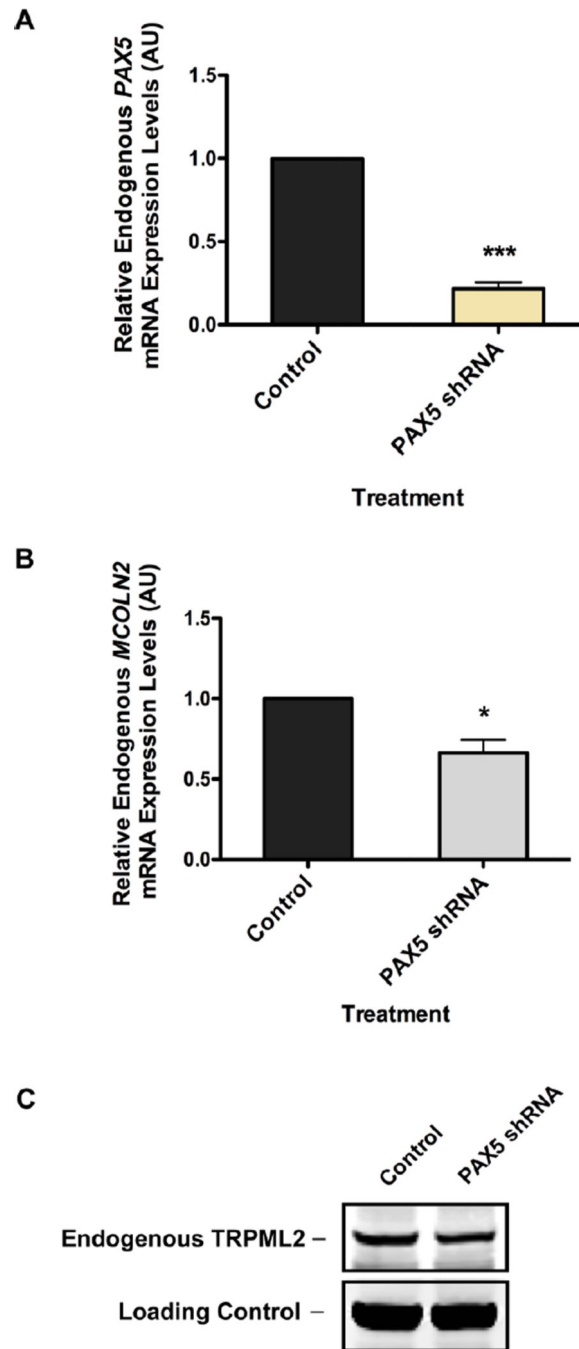 A
Relative Endogenous PAX5
mRNA Expression Levels (AU)
1.5
1.0
0.5
0.0
***
Control
PAX5 shRNA
Treatment
B
Relative Endogenous MCOLN2
mRNA Expression Levels (AU)
1.5
1.0
0.5
0.0
*
Control
PAX5 shRNA
Treatment
C
Control
PAX5 shRNA
Endogenous TRPML2 –
Loading Control –